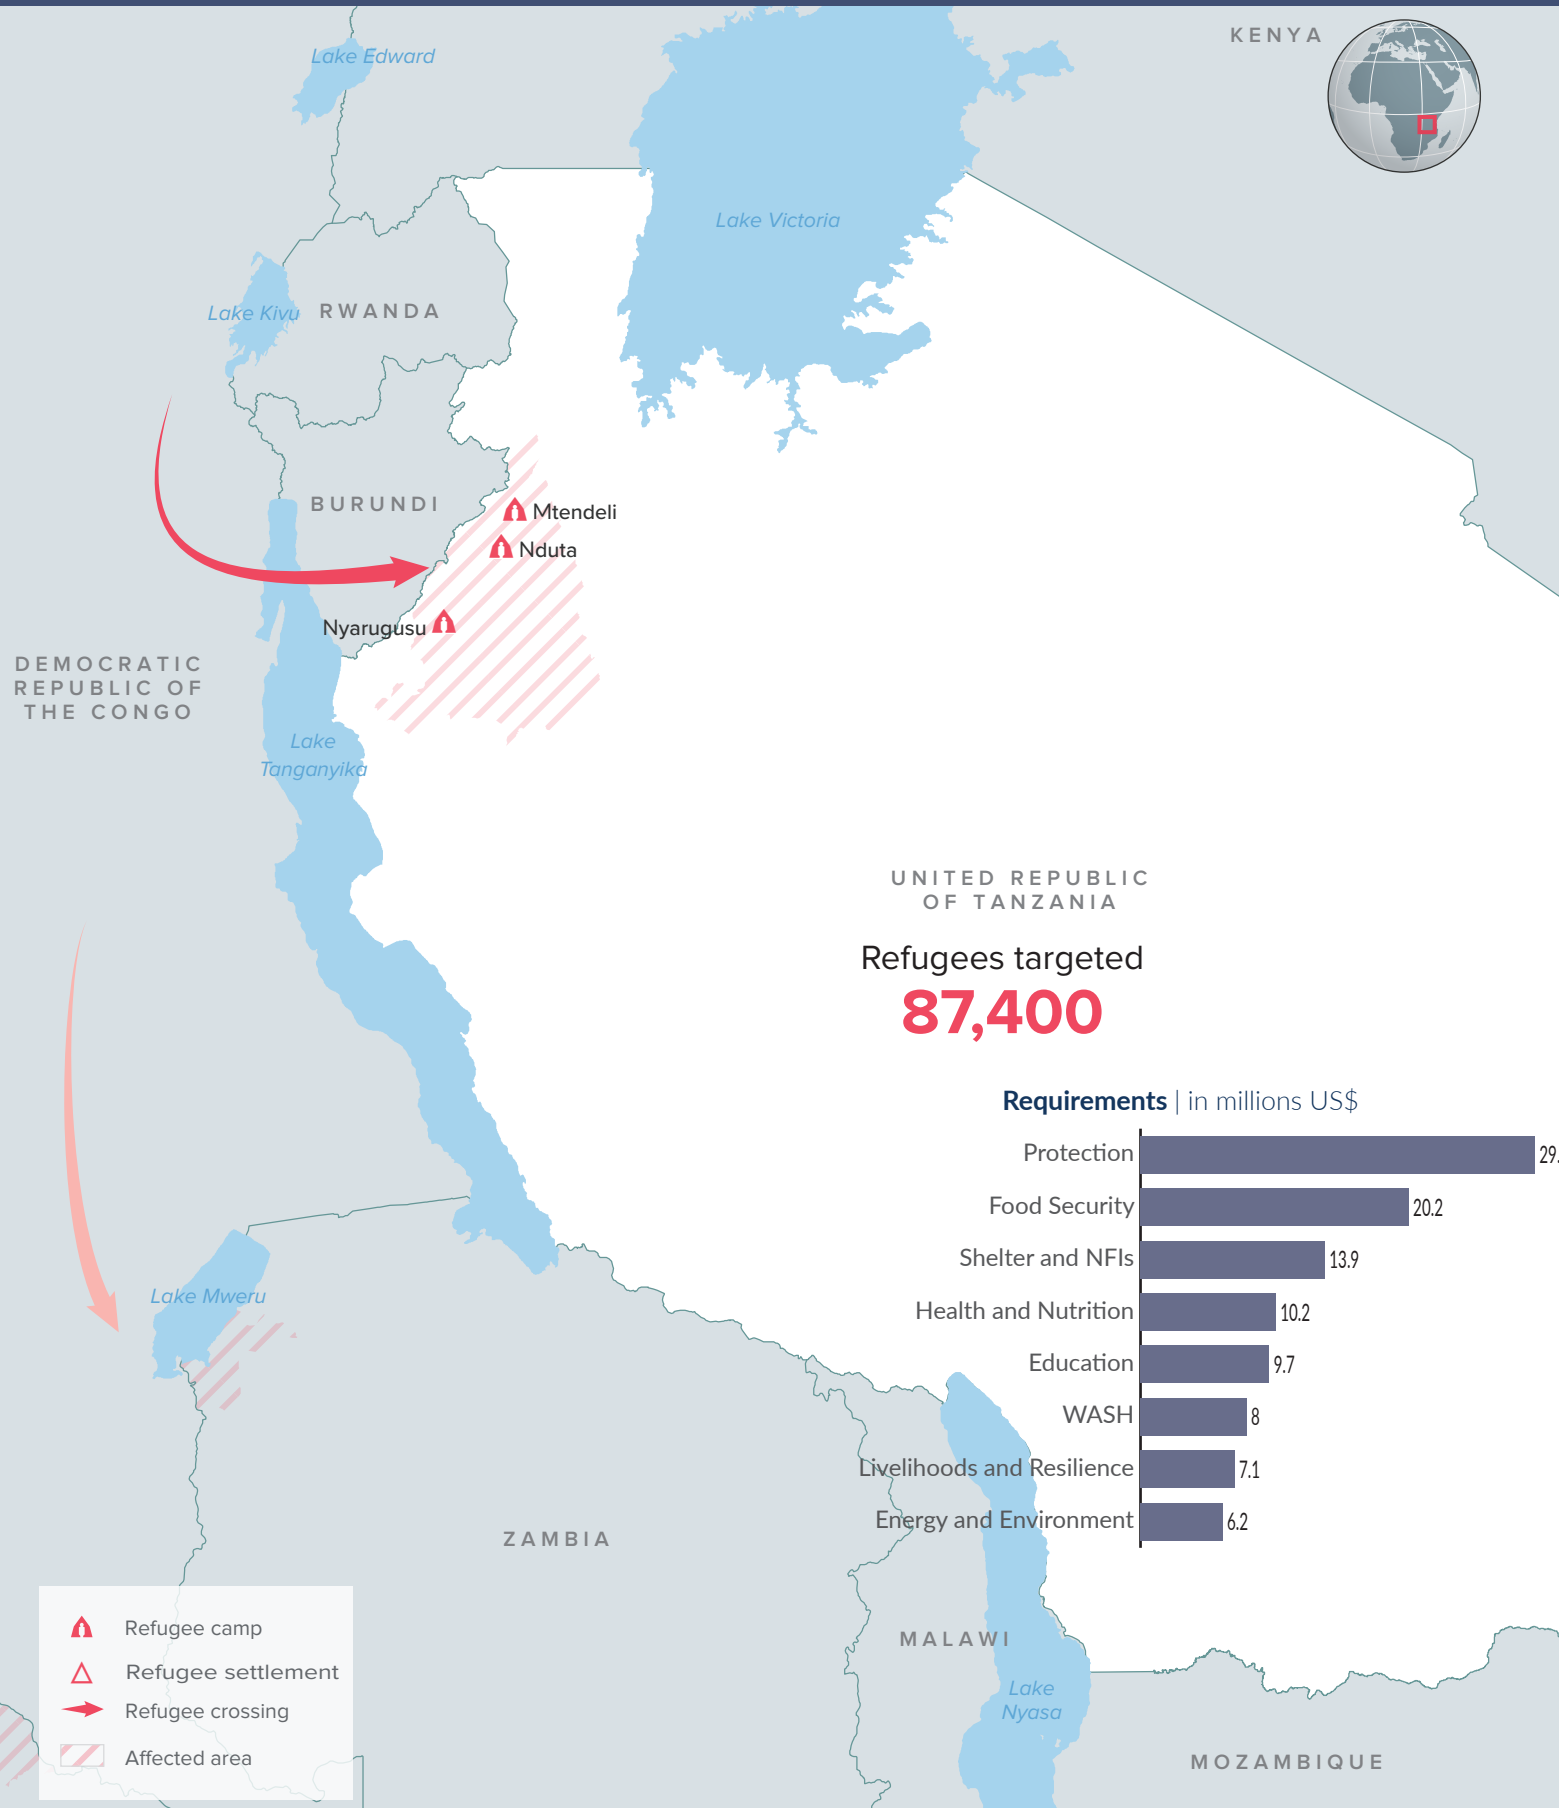 KENYA
Lake Edward
Lake Victoria
Lake Kivu
RWANDA
BURUNDI
Mtendeli
Nduta
Nyarugusu
DEMOCRATIC
REPUBLIC OF
THE CONGO
Lake
Tanganyika
UNITED REPUBLIC
OF TANZANIA
Refugees targeted
87,400
Requirements | in millions US$
Protection 29.
Food Security 20.2
Shelter and NFIs 13.9
Health and Nutrition 10.2
Education 9.7
WASH 8
Livelihoods and Resilience 7.1
Energy and Environment 6.2
Lake Mweru
ZAMBIA
MALAWI
Lake
Nyasa
MOZAMBIQUE
Refugee camp
Refugee settlement
Refugee crossing
Affected area